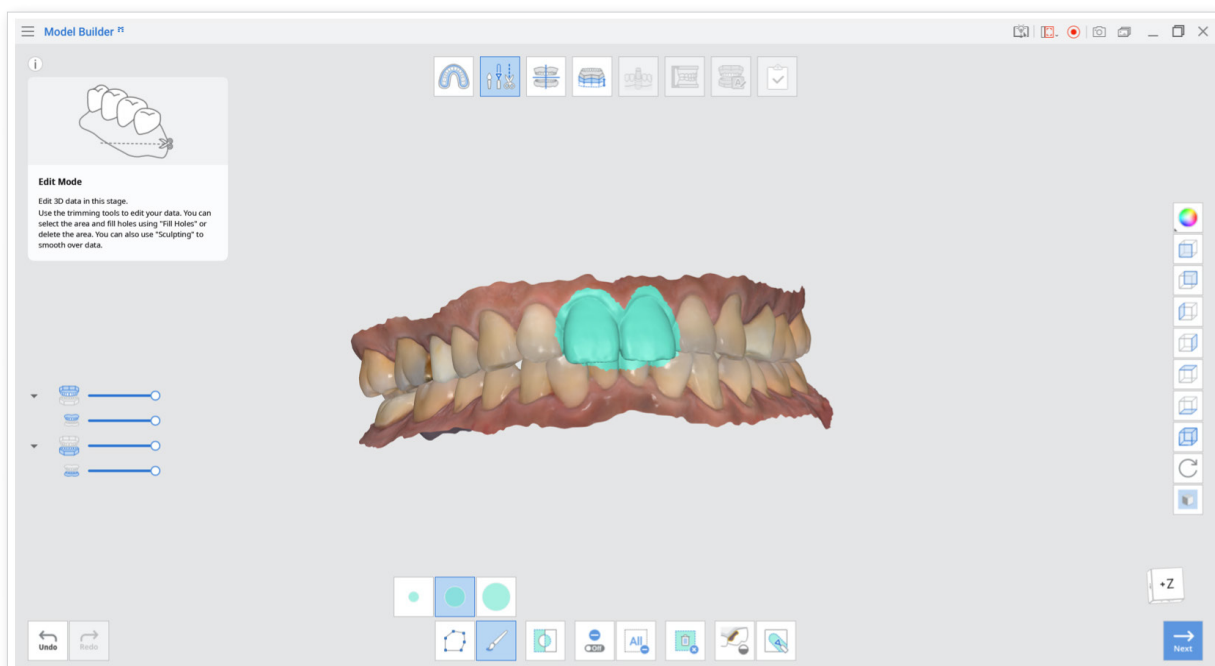 Model Builder
Edit Mode
Edit 3D data in this stage.
Use the trimming tools to edit your data. You can
select the area and fill holes using "Fill Holes" or
delete the area. You can also use "Sculpting" to
smooth over data.
+Z
Undo
Redo
Off
All
Next